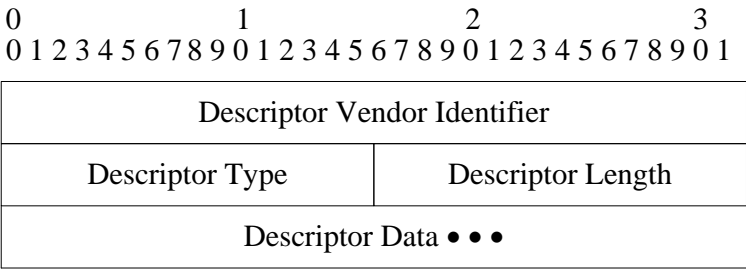 0 1 2 3
0 1 2 3 4 5 6 7 8 9 0 1 2 3 4 5 6 7 8 9 0 1 2 3 4 5 6 7 8 9 0 1
Descriptor Vendor Identifier
Descriptor Type Descriptor Length
Descriptor Data • • •